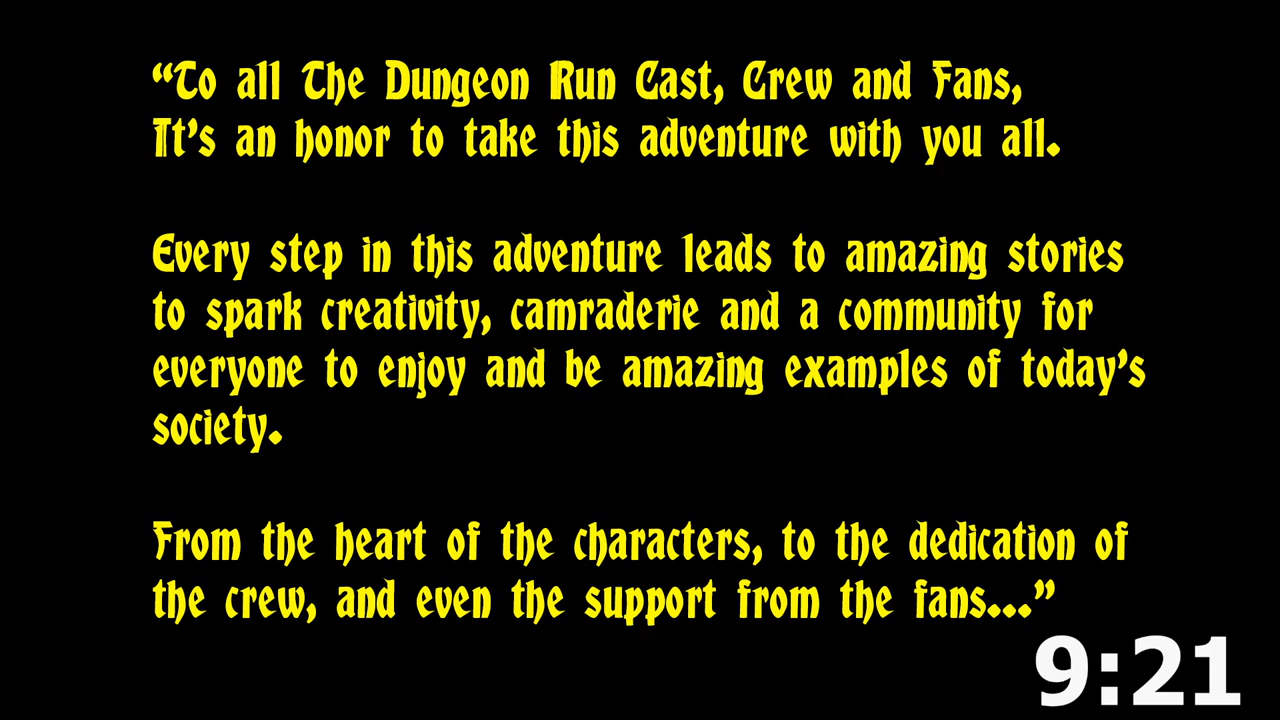 “To all The Dungeon Run Cast, Crew and Fans,
It’s an honor to take this adventure with you all.
Every step in this adventure leads to amazing stories
to spark creativity, camraderie and a community for
everyone to enjoy and be amazing examples of today’s
society.
From the heart of the characters, to the dedication of
the crew, and even the support from the fans...”
9:21